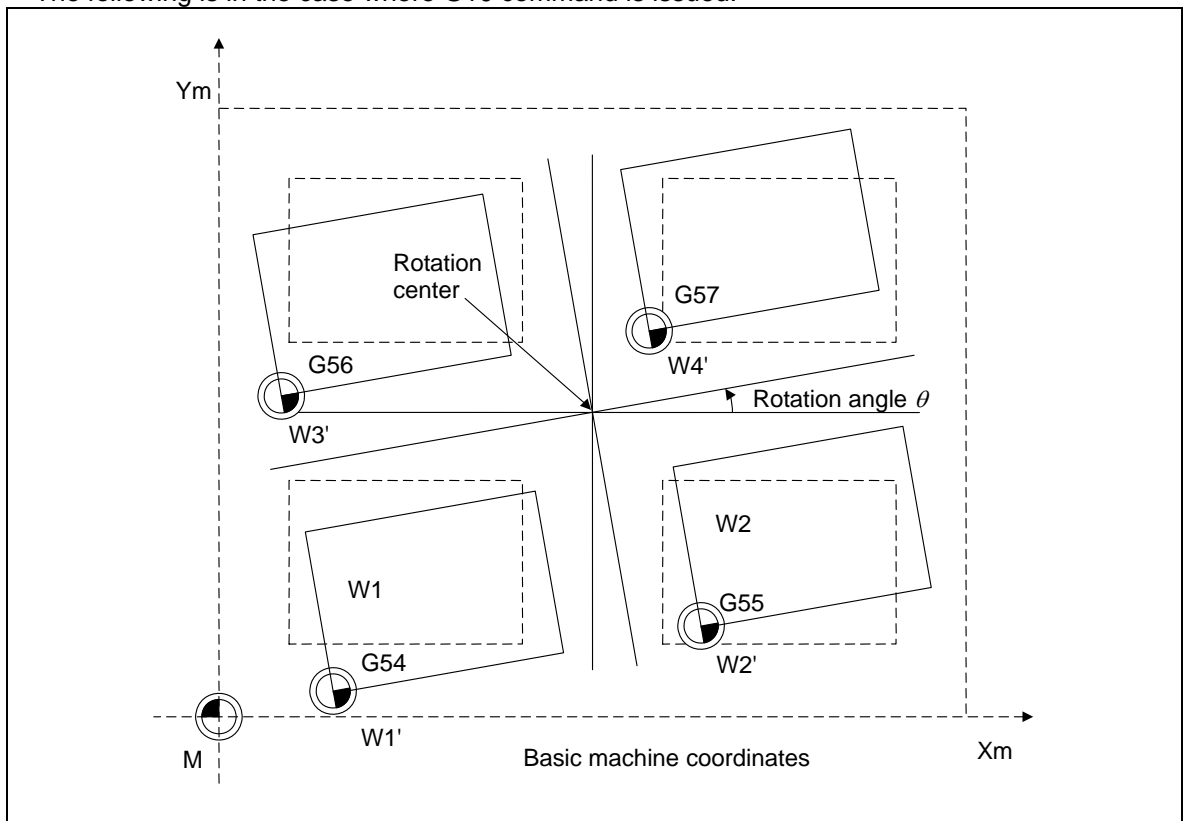 The following is in the case where G10 command is issued.
Ym
Rotation
center
G57
G56
W4'
Rotation angle θ
W3'
W2
W1
G55
G54
W2'
W1'
M
Basic machine coordinates
Xm